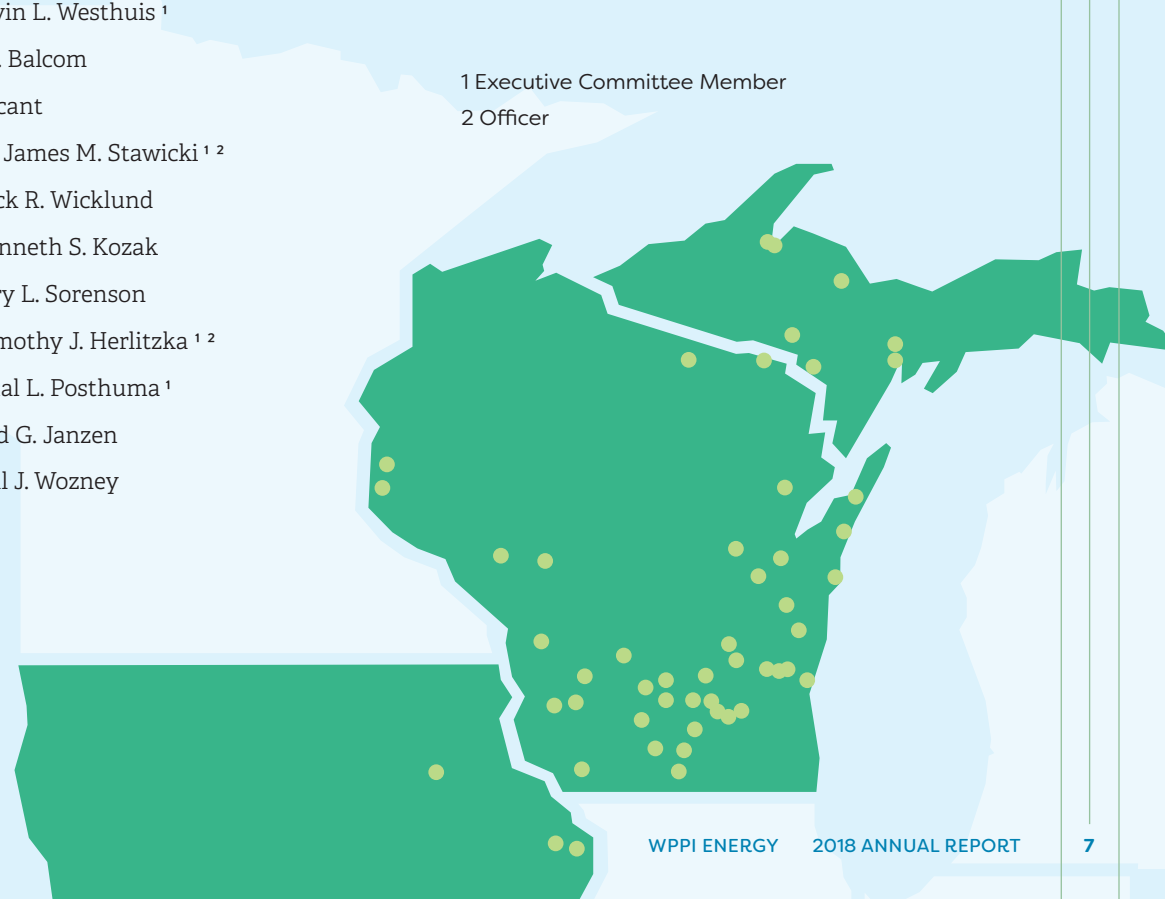 vin L. Westhuis ¹
. Balcom
cant
James M. Stawicki ¹ ²
ck R. Wicklund
nneth S. Kozak
ry L. Sorenson
mothy J. Herlitzka ¹ ²
al L. Posthuma ¹
d G. Janzen
l J. Wozney
1 Executive Committee Member
2 Officer
WPPI ENERGY 2018 ANNUAL REPORT 7